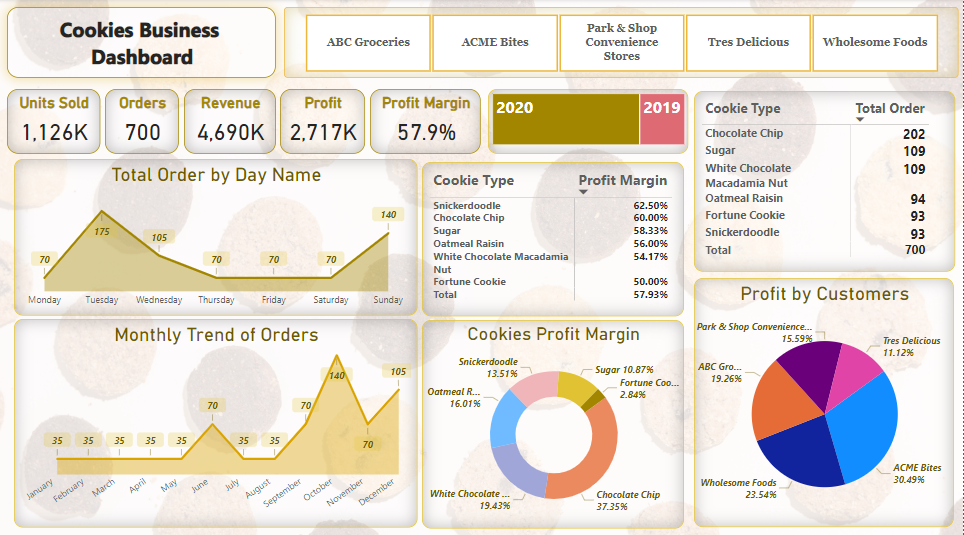 Cookies Business
Dashboard
ABC Groceries
ACME Bites
Park & Shop
Convenience
Stores
Tres Delicious
Wholesome Foods
Units Sold
1,126K
Orders
700
Revenue
4,690K
Profit
2,717K
Profit Margin
57.9%
2020
2019
Cookie Type Total Order
Chocolate Chip 202
Sugar 109
White Chocolate 109
Macadamia Nut
Oatmeal Raisin 94
Fortune Cookie 93
Snickerdoodle 93
Total 700
Total Order by Day Name
70
175
105
70
70
70
140
Monday Tuesday Wednesday Thursday Friday Saturday Sunday
Cookie Type Profit Margin
Snickerdoodle 62.50%
Chocolate Chip 60.00%
Sugar 58.33%
Oatmeal Raisin 56.00%
White Chocolate Macadamia 54.17%
Nut
Fortune Cookie 50.00%
Total 57.93%
Monthly Trend of Orders
35
35
35
35
35
70
35
35
70
140
70
105
January February March April May June July August September October November December
Cookies Profit Margin
Snickerdoodle
13.51%
Sugar 10.87%
Fortune Coo...
2.84%
Oatmeal R...
16.01%
White Chocolate ...
19.43%
Chocolate Chip
37.35%
Profit by Customers
Park & Shop Convenience...
15.59%
Tres Delicious
11.12%
ABC Gro...
19.26%
ACME Bites
30.49%
Wholesome Foods
23.54%